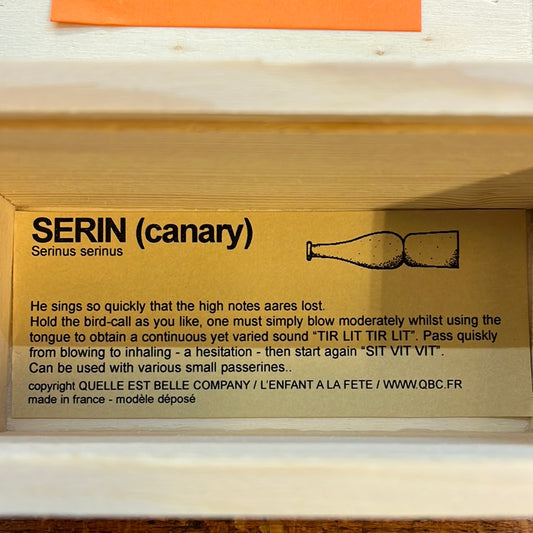 SERIN (canary)
Serinus serinus
He sings so quickly that the high notes aares lost.
Hold the bird-call as you like, one must simply blow moderately whilst using the
tongue to obtain a continuous yet varied sound “TIR LIT TIR LIT”. Pass quiskly
from blowing to inhaling - a hesitation - then start again “SIT VIT VIT”.
Can be used with various small passerines..
copyright QUELLE EST BELLE COMPANY / L'ENFANT A LA FETE / WWW.QBC.FR
made in france - modèle déposé